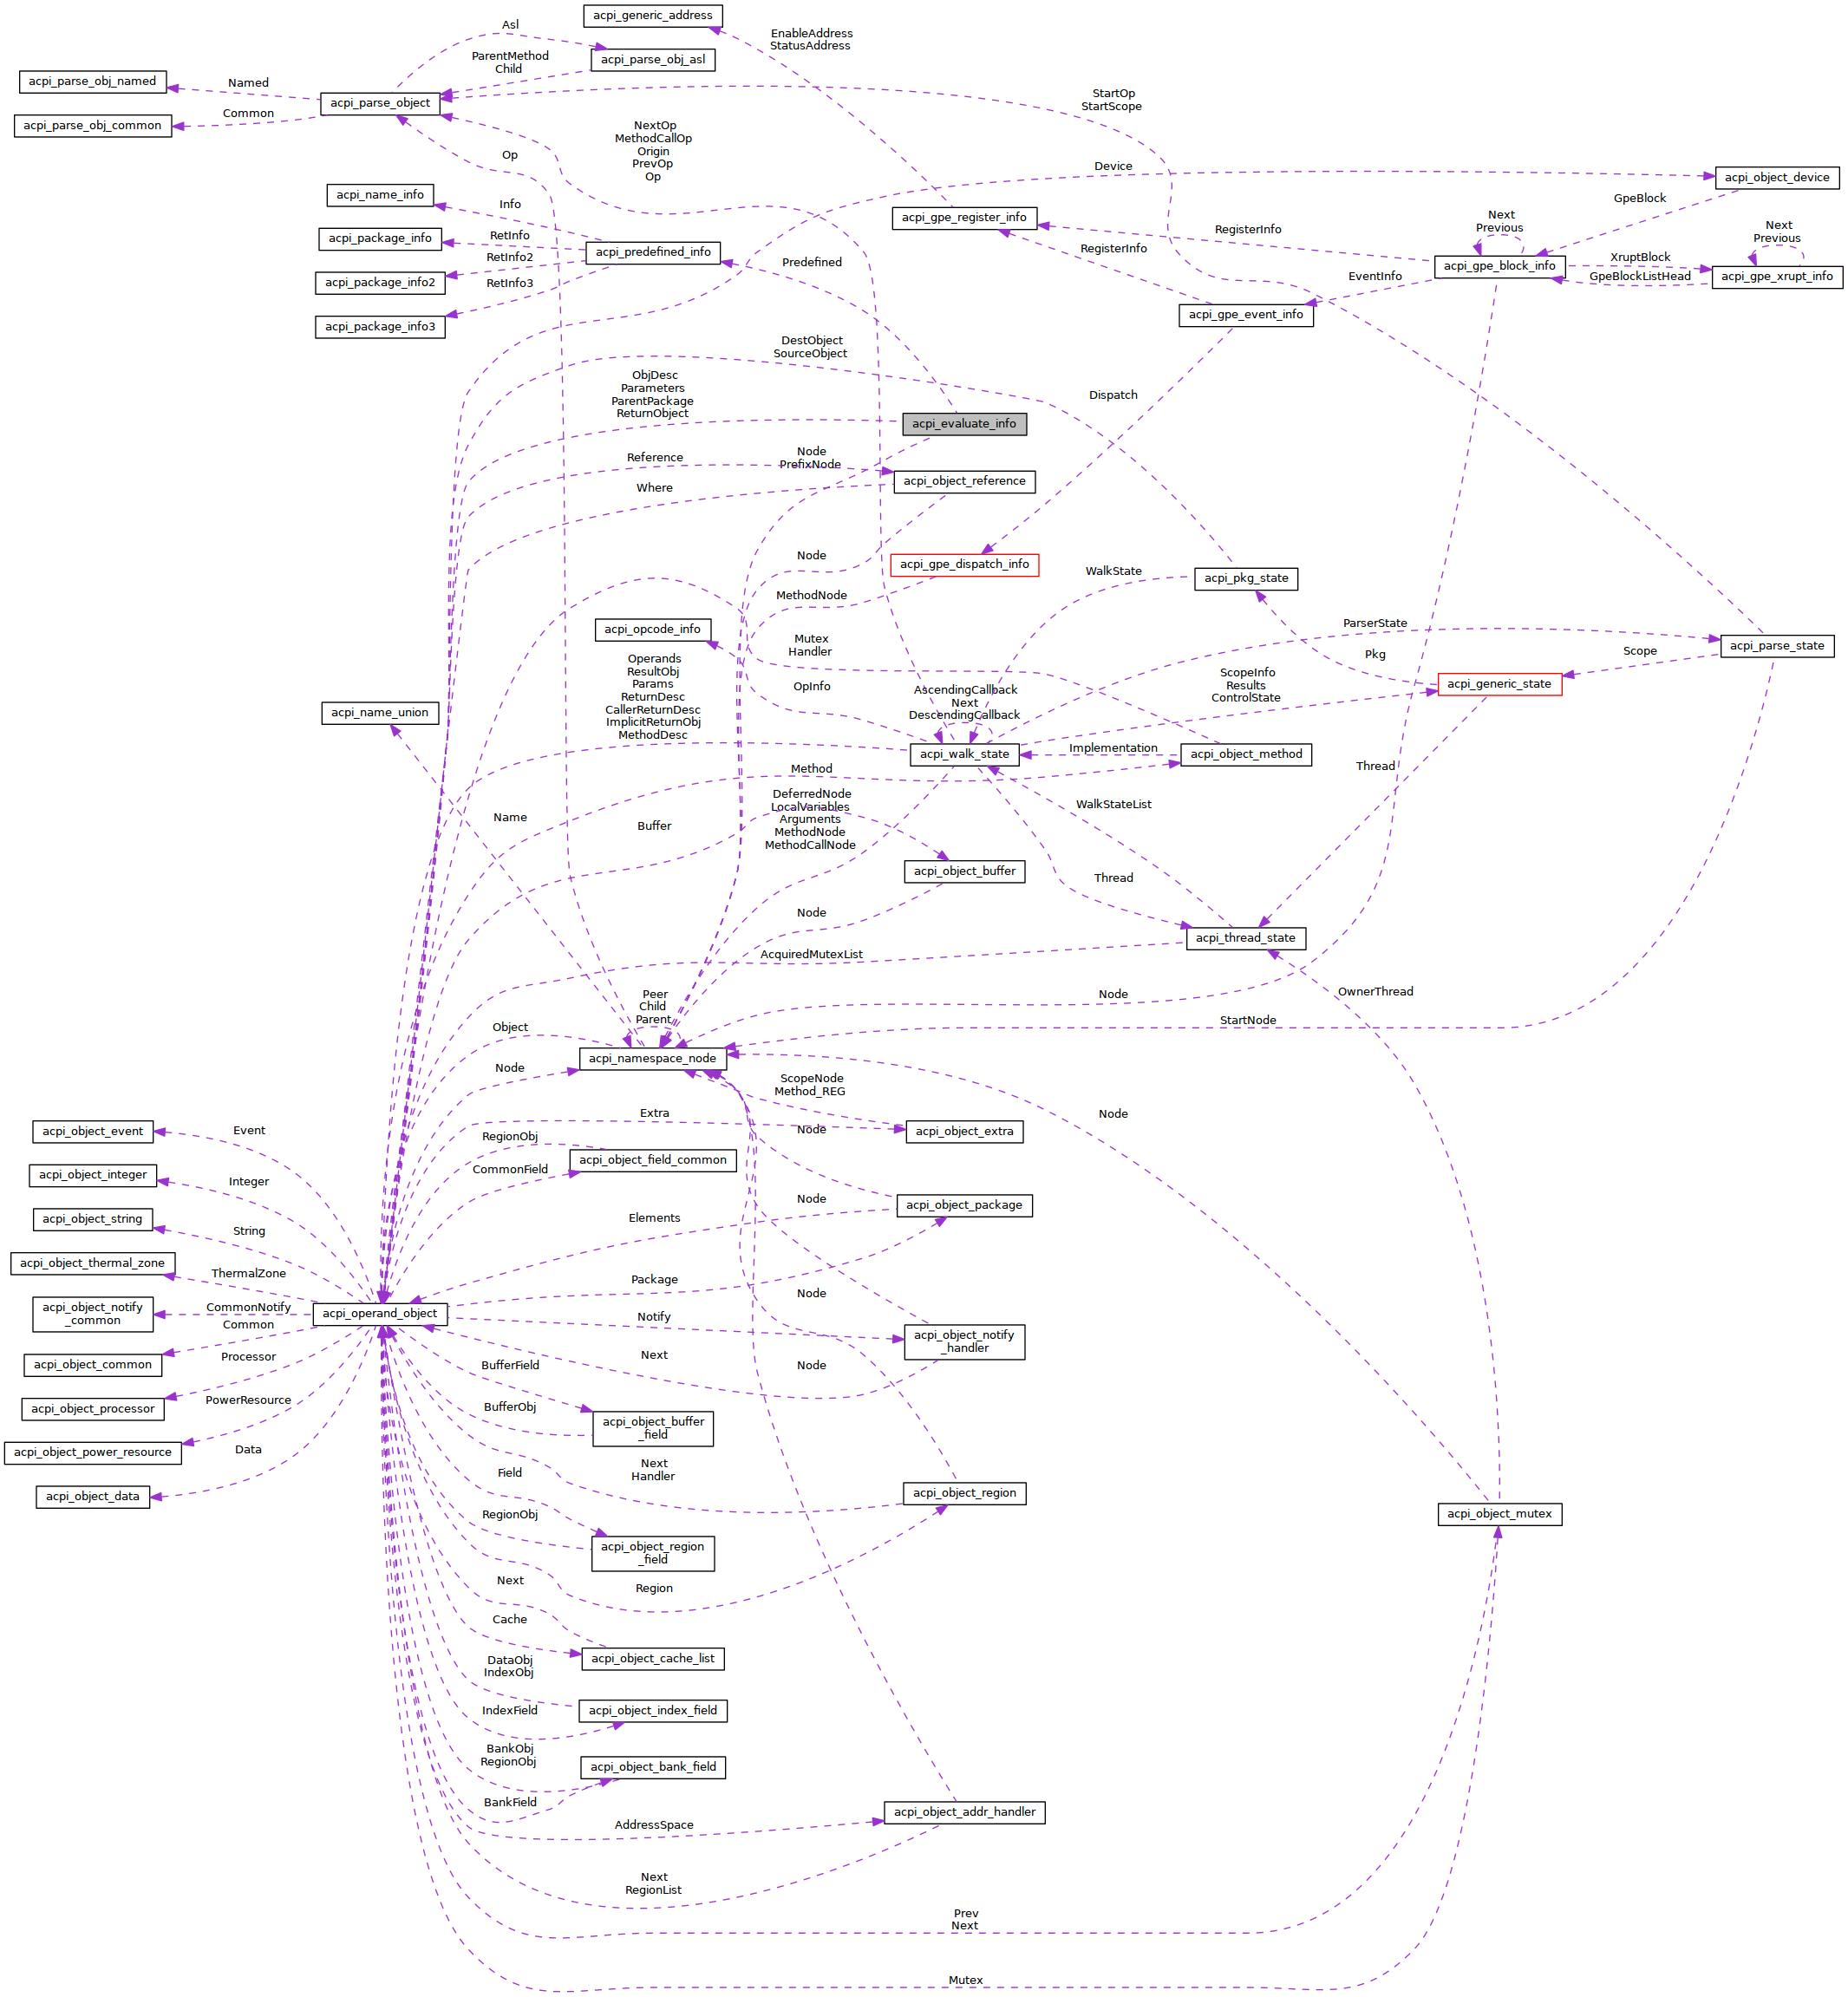 acpi_generic_address
Asl
EnableAddress
StatusAddress
ParentMethod
Child
acpi_parse_obj_asl
acpi_parse_obj_named
Named
acpi_parse_object
StartOp
StartScope
Common
acpi_parse_obj_common
NextOp
MethodCallOp
Origin
PrevOp
Op
Op
Device
acpi_object_device
acpi_name_info
Info
GpeBlock
acpi_gpe_register_info
Next
Previous
Next
Previous
RegisterInfo
acpi_package_info
RetInfo
acpi_predefined_info
RegisterInfo
RetInfo2
Predefined
XruptBlock
acpi_gpe_block_info
acpi_gpe_xrupt_info
EventInfo
GpeBlockListHead
acpi_package_info2
RetInfo3
acpi_gpe_event_info
acpi_package_info3
DestObject
SourceObject
ObjDesc
Parameters
ParentPackage
ReturnObject
Dispatch
acpi_evaluate_info
Node
PrefixNode
Reference
acpi_object_reference
Where
Node
acpi_gpe_dispatch_info
WalkState
acpi_pkg_state
MethodNode
acpi_opcode_info
Mutex
Handler
ParserState
acpi_parse_state
Operands
ResultObj
Params
ReturnDesc
CallerReturnDesc
ImplicitReturnObj
MethodDesc
Pkg
Scope
OpInfo
ScopeInfo
Results
ControlState
acpi_generic_state
AscendingCallback
Next
DescendingCallback
acpi_name_union
acpi_walk_state
Implementation
acpi_object_method
Method
Thread
DeferredNode
LocalVariables
Arguments
MethodNode
MethodCallNode
WalkStateList
Name
Buffer
acpi_object_buffer
Thread
Node
acpi_thread_state
AcquiredMutexList
Peer
Child
Parent
Node
OwnerThread
StartNode
Object
acpi_namespace_node
Node
ScopeNode
Method_REG
Extra
Node
acpi_object_event
Event
RegionObj
Node
acpi_object_extra
acpi_object_field_common
CommonField
acpi_object_integer
Integer
Node
acpi_object_package
acpi_object_string
String
Elements
acpi_object_thermal_zone
ThermalZone
Package
Node
acpi_object_notify
_common
CommonNotify
acpi_operand_object
Notify
Common
acpi_object_notify
_handler
acpi_object_common
Processor
BufferField
Next
Node
acpi_object_processor
PowerResource
BufferObj
acpi_object_buffer
_field
acpi_object_power_resource
Data
Field
Next
Handler
acpi_object_region
acpi_object_data
RegionObj
acpi_object_mutex
acpi_object_region
_field
Next
Region
Cache
acpi_object_cache_list
DataObj
IndexObj
IndexField
acpi_object_index_field
BankObj
RegionObj
acpi_object_bank_field
BankField
acpi_object_addr_handler
AddressSpace
Next
RegionList
Prev
Next
Mutex